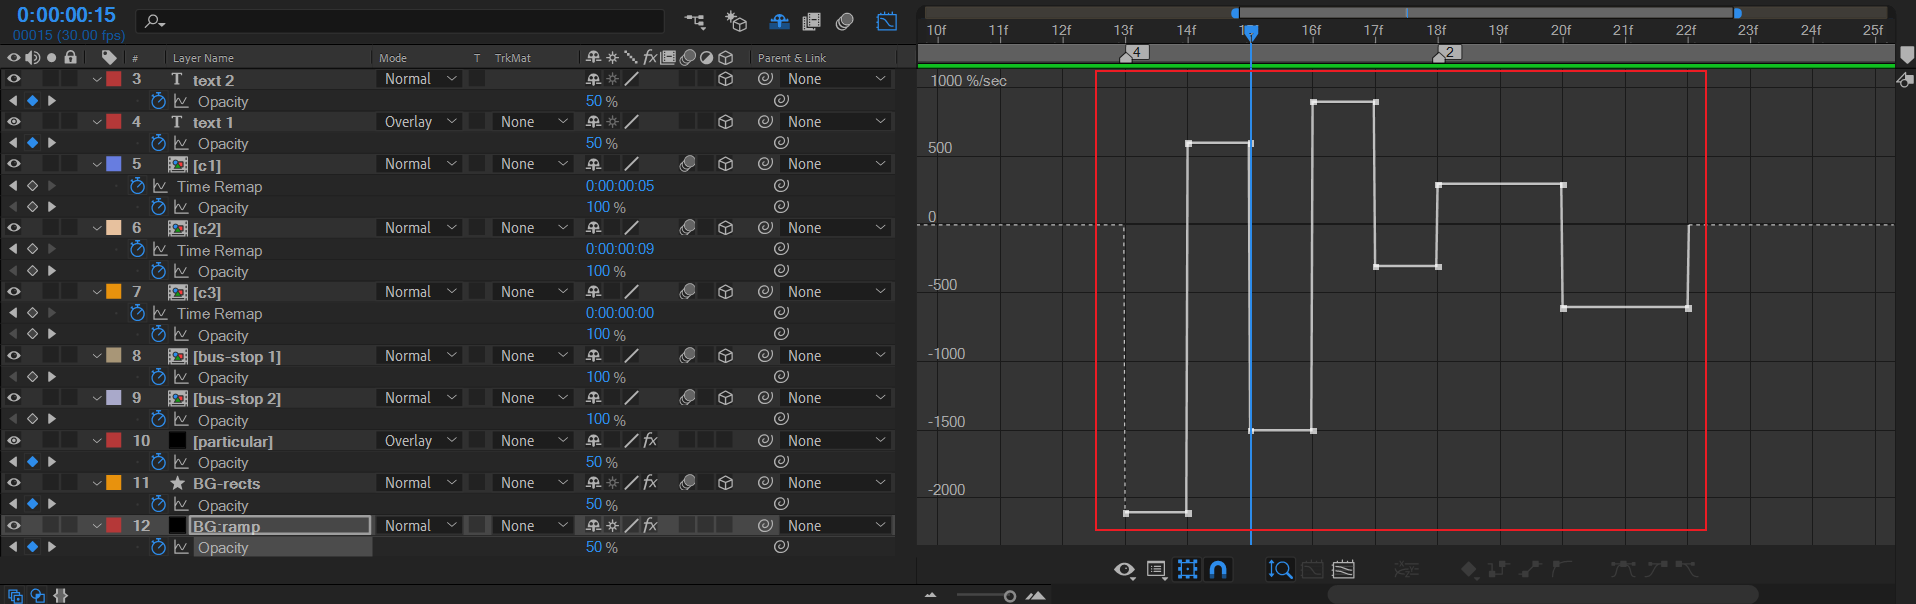 0:00:00:15
00015 (30.00 fps)
# Layer Name Mode T TrkMat fx Parent & Link
3 T text 2 Normal None
Opacity 50 %
4 T text 1 Overlay None None
Opacity 50 %
5 [c1] Normal None None
Time Remap 0:00:00:05
Opacity 100 %
6 [c2] Normal None None
Time Remap 0:00:00:09
Opacity 100 %
7 [c3] Normal None None
Time Remap 0:00:00:00
Opacity 100 %
8 [bus-stop 1] Normal None None
Opacity 100 %
9 [bus-stop 2] Normal None None
Opacity 100 %
10 [particular] Overlay None fx None
Opacity 50 %
11 BG-rects Normal None fx None
Opacity 50 %
12 BG:ramp Normal None fx None
Opacity 50 %
10f 11f 12f 13f 14f 16f 17f 18f 19f 20f 21f 22f 23f 24f 25f
4 2
1000 %/sec
500
0
-500
-1000
-1500
-2000